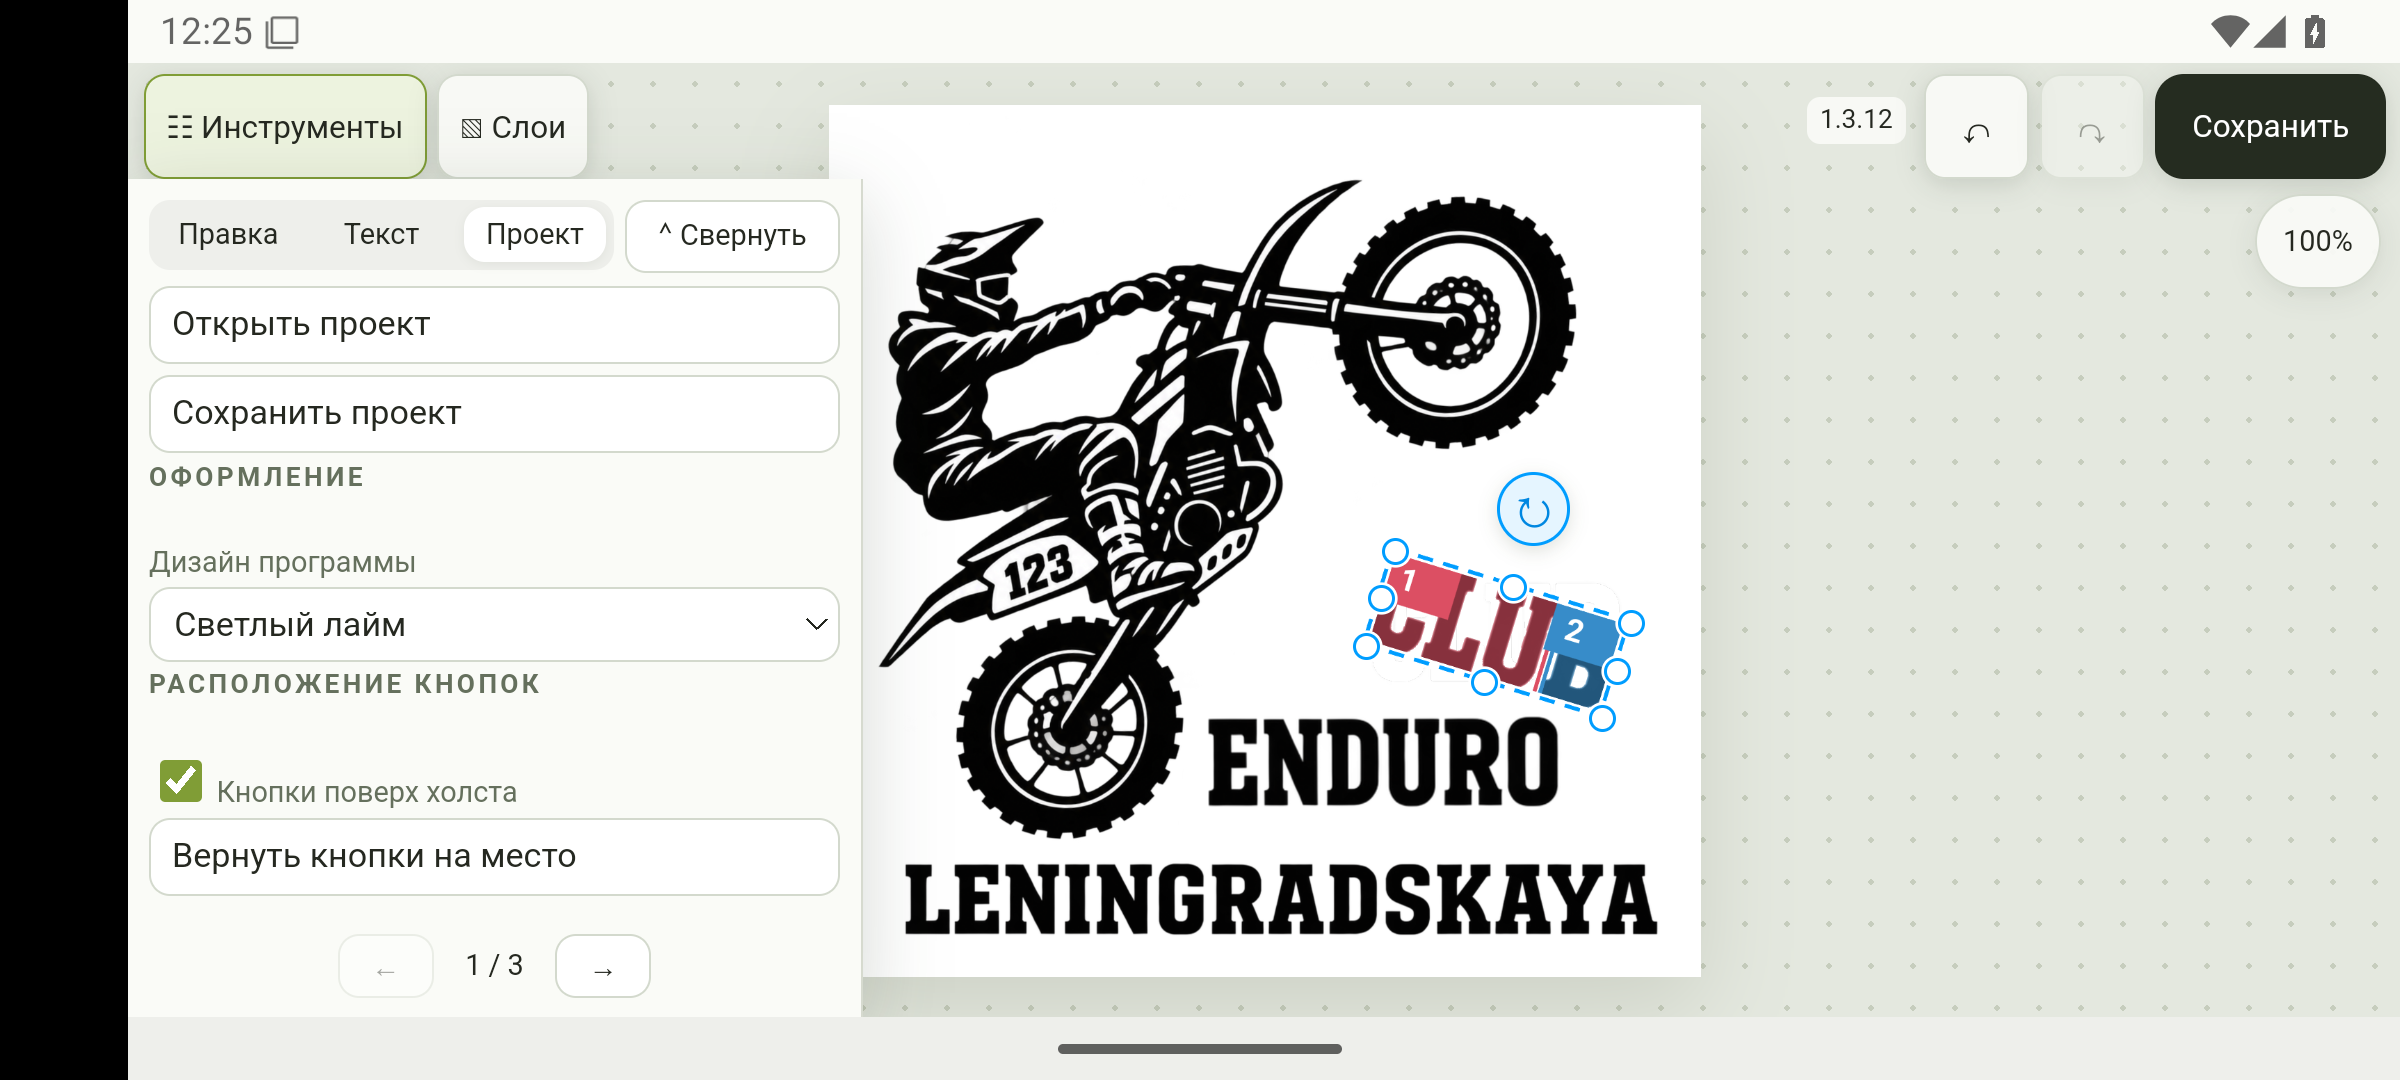 12:25
Инструменты
Слои
1.3.12
Сохранить
100%
Правка
Текст
Проект
^ Свернуть
Открыть проект
Сохранить проект
ОФОРМЛЕНИЕ
Дизайн программы
Светлый лайм
РАСПОЛОЖЕНИЕ КНОПОК
Кнопки поверх холста
Вернуть кнопки на место
← 1 / 3 →
123
1
2
CLUB
ENDURO
LENINGRADSKAYA